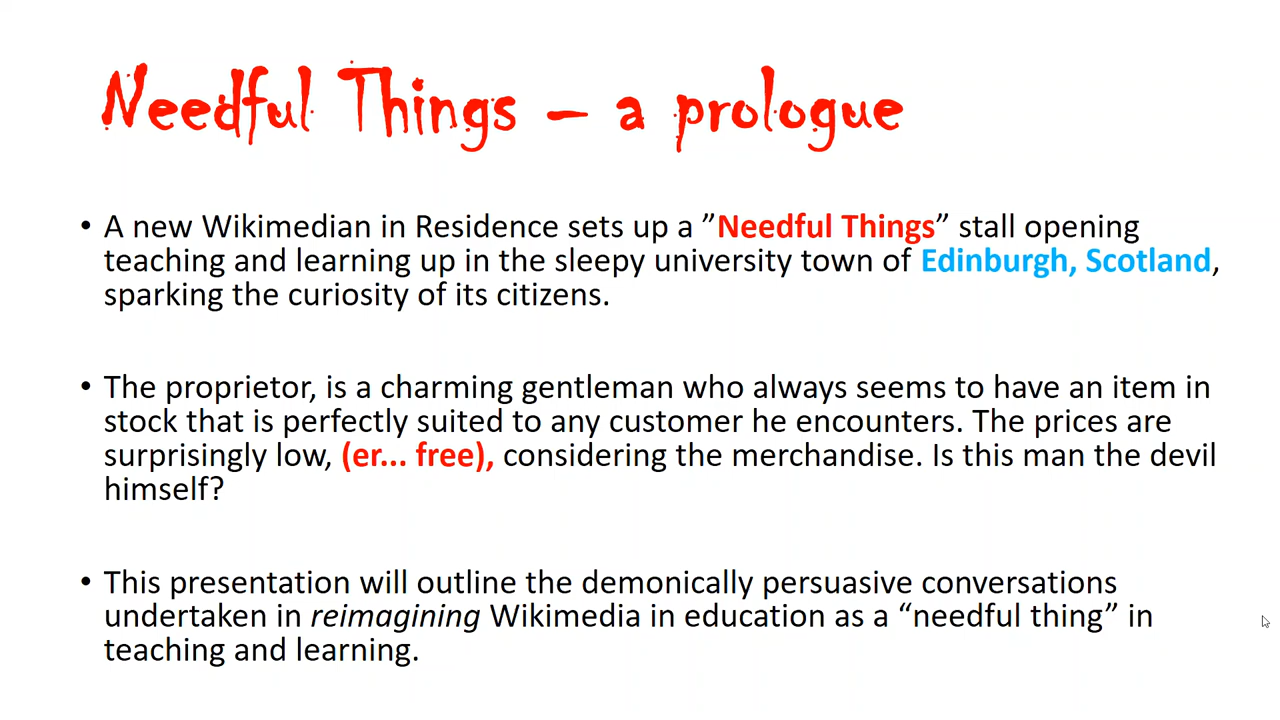 Needful Things – a prologue
• A new Wikimedian in Residence sets up a ”Needful Things” stall opening
teaching and learning up in the sleepy university town of Edinburgh, Scotland,
sparking the curiosity of its citizens.
• The proprietor, is a charming gentleman who always seems to have an item in
stock that is perfectly suited to any customer he encounters. The prices are
surprisingly low, (er... free), considering the merchandise. Is this man the devil
himself?
• This presentation will outline the demonically persuasive conversations
undertaken in reimagining Wikimedia in education as a “needful thing” in
teaching and learning.